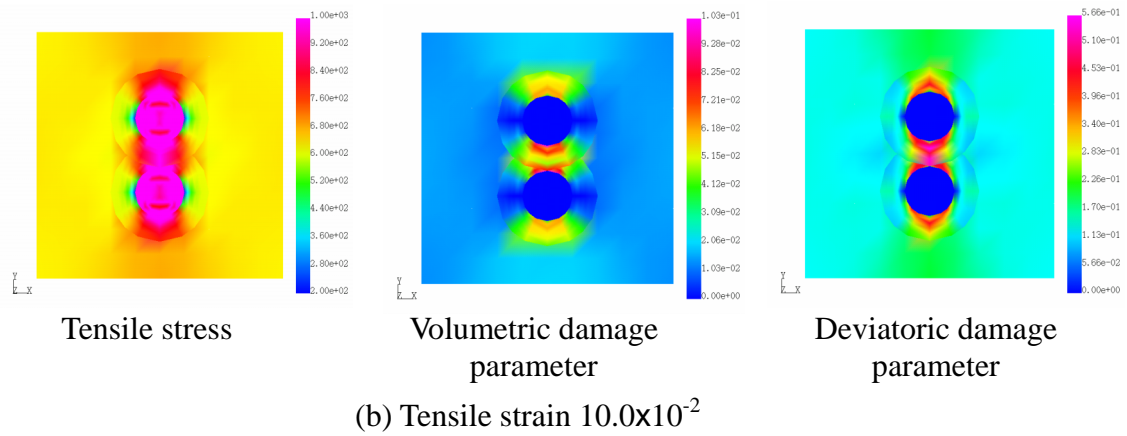 1.00e+03
9.20e+02
8.40e+02
7.60e+02
6.80e+02
6.00e+02
5.20e+02
4.40e+02
3.60e+02
2.80e+02
2.00e+02
Y
Z X
Tensile stress
1.03e-01
9.28e-02
8.25e-02
7.21e-02
6.18e-02
5.15e-02
4.12e-02
3.09e-02
2.06e-02
1.03e-02
0.00e+00
Y
Z X
Volumetric damage
parameter
5.66e-01
5.10e-01
4.53e-01
3.96e-01
3.40e-01
2.83e-01
2.26e-01
1.70e-01
1.13e-01
5.66e-02
0.00e+00
Y
Z X
Deviatoric damage
parameter
(b) Tensile strain 10.0x10⁻²